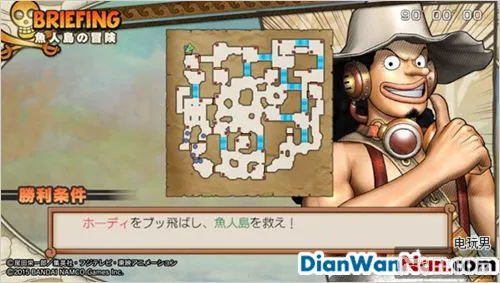 BRIEFING
90:00:00
魚人島の冒険
勝利条件
ホーディをブッ飛ばし、魚人島を救え!
电玩男
©尾田栄一郎/集英社・フジテレビ・東映アニメーション
©2015 BANDAI NAMCO Games Inc.
DianWanNan.com